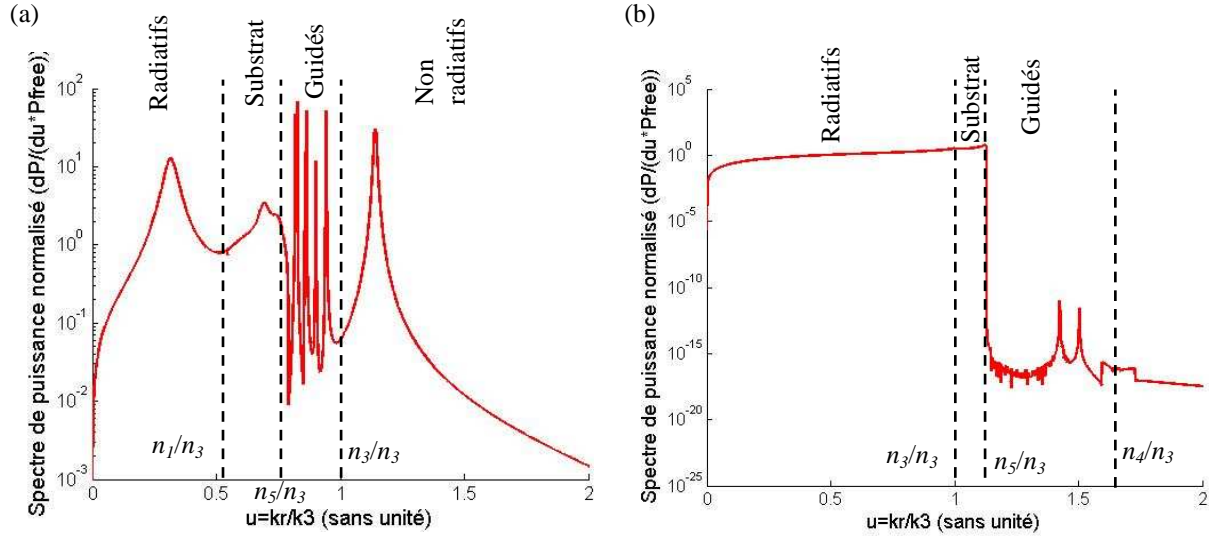 (a)
Radiatifs
Substrat
Guidés
Non
radiatifs
Spectre de puissance normalisé (dP/(du*Pfree))
10^2
10^1
10^0
10^-1
10^-2
10^-3
n1/n3
n5/n3
n3/n3
0
0.5
1
1.5
2
u=kr/k3 (sans unité)
(b)
Radiatifs
Substrat
Guidés
Spectre de puissance normalisé (dP/(du*Pfree))
10^5
10^0
10^-5
10^-10
10^-15
10^-20
10^-25
n3/n3
n5/n3
n4/n3
0
0.5
1
1.5
2
u=kr/k3 (sans unité)